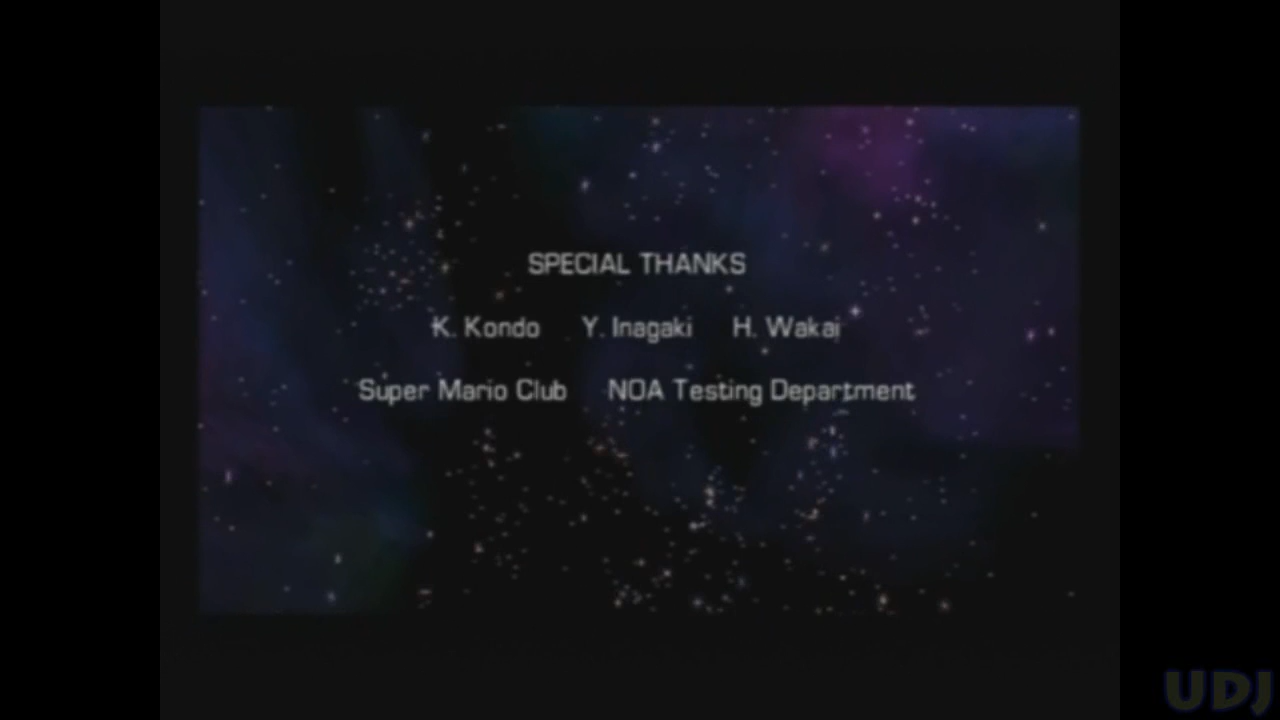 SPECIAL THANKS
K. Kondo Y. Inagaki H. Wakai
Super Mario Club NOA Testing Department
UDJ